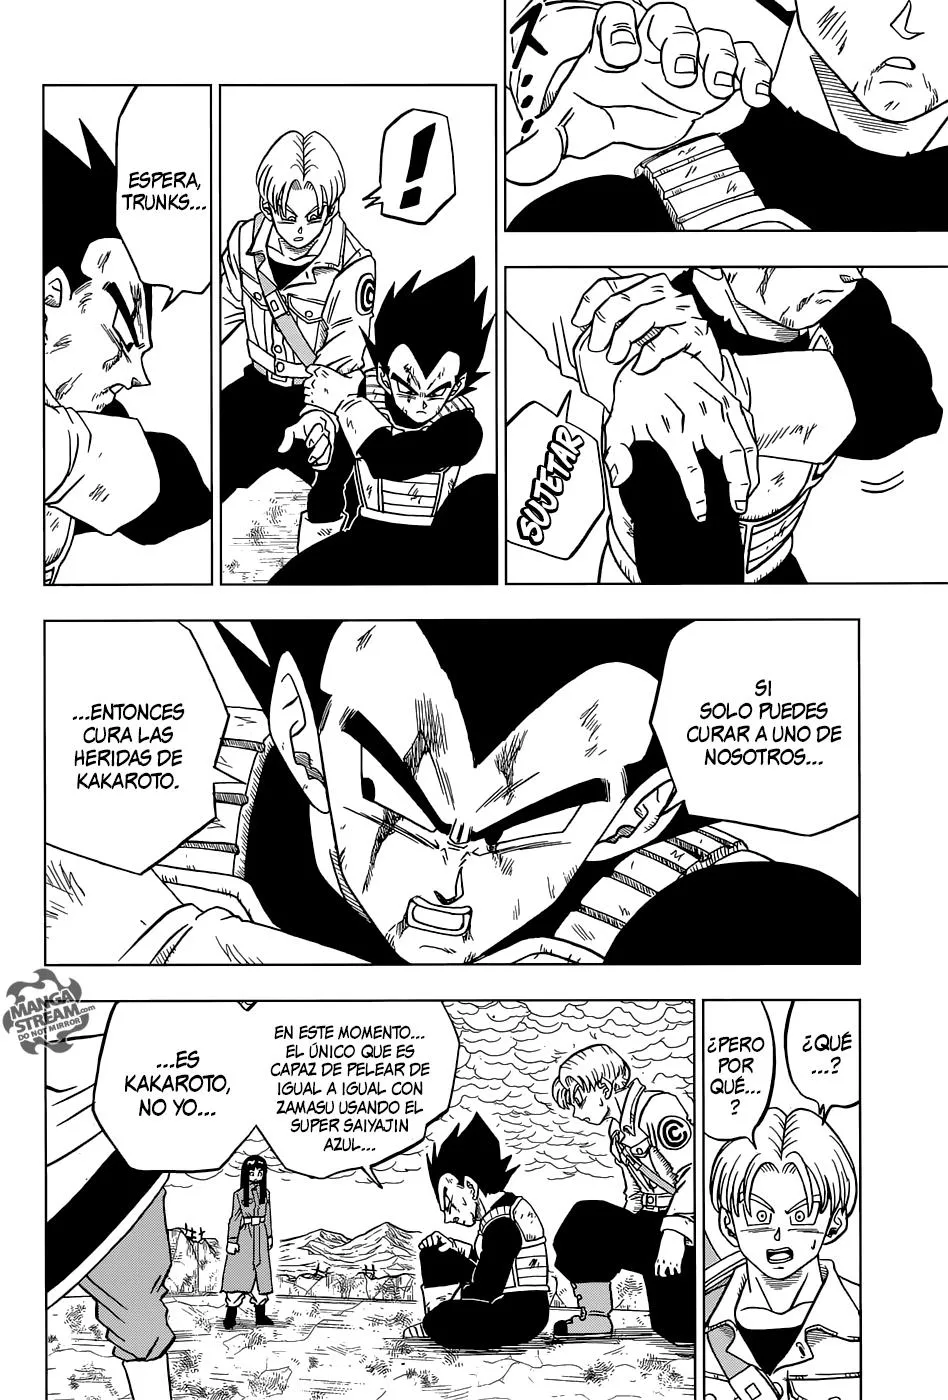 ス…
SUJETAR
!
ESPERA,
TRUNKS...
SI
SOLO PUEDES
CURAR A UNO DE
NOSOTROS...
...ENTONCES
CURA LAS
HERIDAS DE
KAKAROTO.
M
¿QUÉ
...?
¿PERO
POR
QUÉ...
?
EN ESTE MOMENTO...
EL ÚNICO QUE ES
CAPAZ DE PELEAR DE
IGUAL A IGUAL CON
ZAMASU USANDO EL
SUPER SAIYAJIN
AZUL...
...ES
KAKAROTO,
NO YO...
MANGA
STREAM.com
DO NOT MIRROR